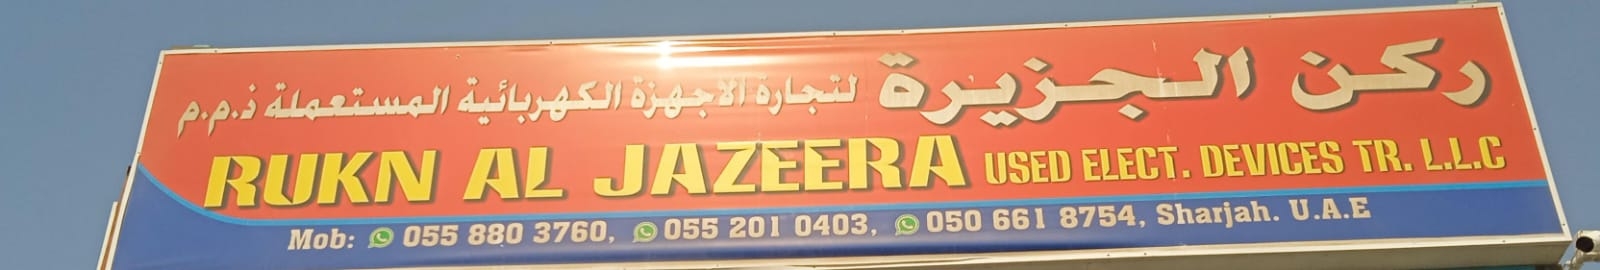 ركن الجزيرة لتجارة الاجهزة الكهربائية المستعملة ذ.م.م
RUKN AL JAZEERA USED ELECT. DEVICES TR. L.L.C
Mob: 055 880 3760, 055 201 0403, 050 661 8754, Sharjah. U.A.E